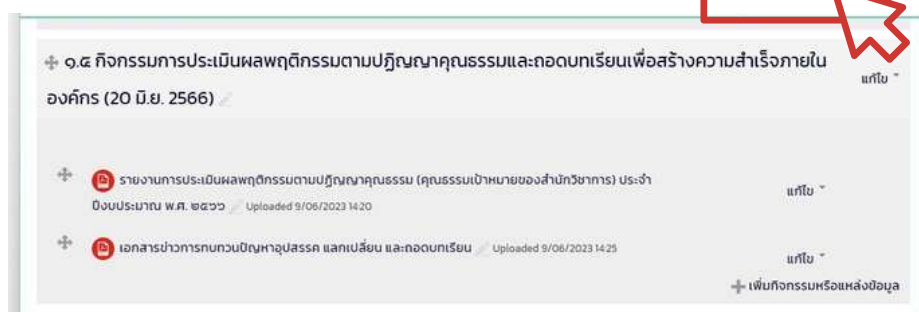 ๑.๕ กิจกรรมการประเมินผลพฤติกรรมตามปฏิญญาคุณธรรมและถอดบทเรียนเพื่อสร้างความสำเร็จภายใน
องค์กร (20 มิ.ย. 2566)
แก้ไข
รายงานการประเมินผลพฤติกรรมตามปฏิญญาคุณธรรม (คุณธรรมเป้าหมายของสำนักวิชาการ) ประจำ
ปีงบประมาณ พ.ศ. ๒๕๖๖ Uploaded 9/06/2023 14:20
แก้ไข
เอกสารข่าวการทบทวนปัญหาอุปสรรค แลกเปลี่ยน และถอดบทเรียน Uploaded 9/06/2023 14:25
แก้ไข
เพิ่มกิจกรรมหรือแหล่งข้อมูล